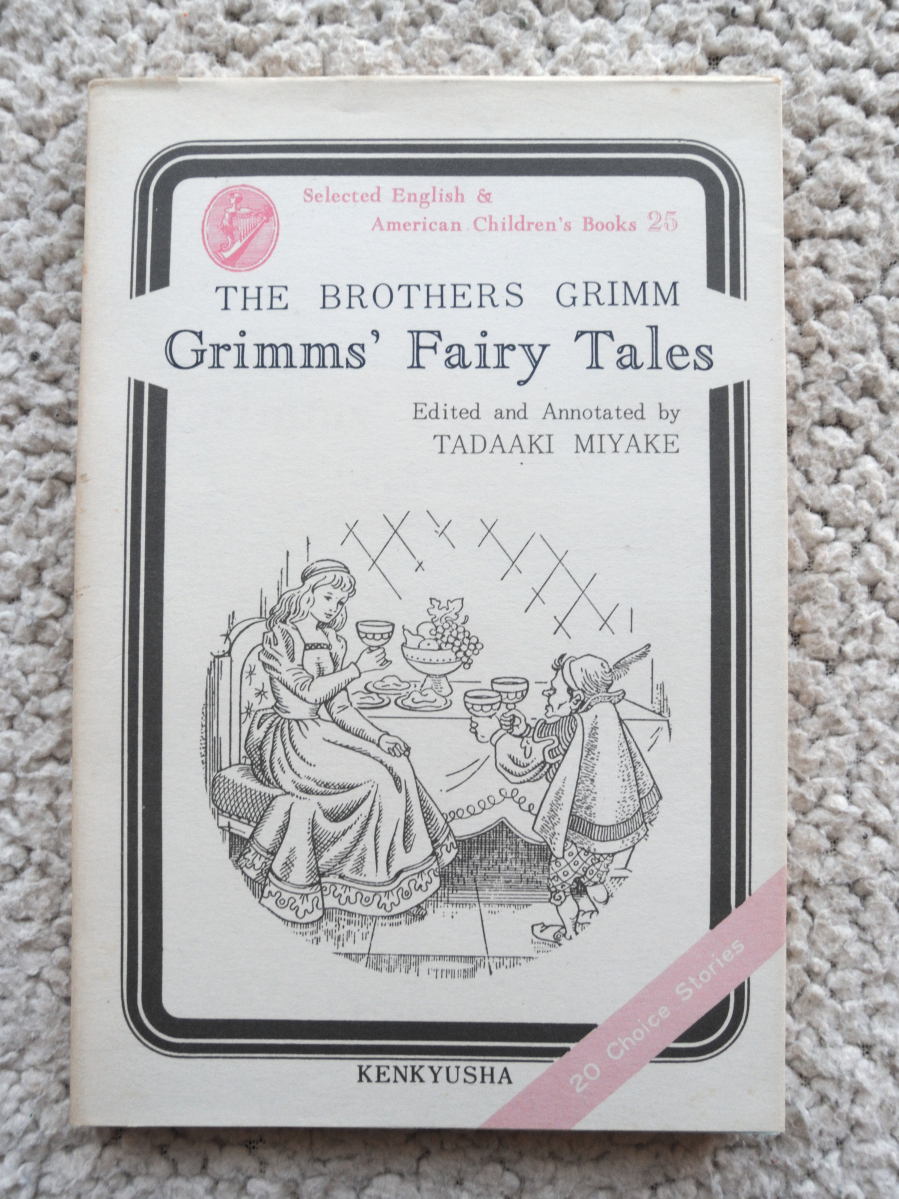 Selected English &
American Children's Books 25
THE BROTHERS GRIMM
Grimms' Fairy Tales
Edited and Annotated by
TADAAKI MIYAKE
20 Choice Stories
KENKYUSHA